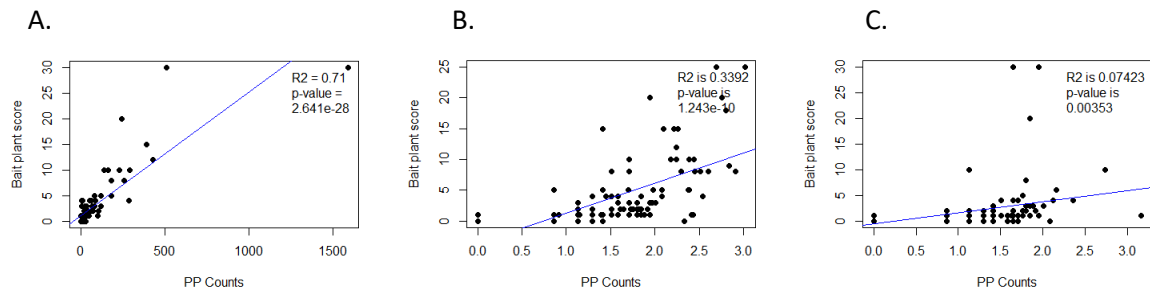 A.
R2 = 0.71
p-value =
2.641e-28
Bait plant score
30
25
20
15
10
5
0
0 500 1000 1500
PP Counts
B.
R2 is 0.3392
p-value is
1.243e-10
Bait plant score
25
20
15
10
5
0
0.0 0.5 1.0 1.5 2.0 2.5 3.0
PP Counts
C.
R2 is 0.07423
p-value is
0.00353
Bait plant score
30
25
20
15
10
5
0
0.0 0.5 1.0 1.5 2.0 2.5 3.0
PP Counts